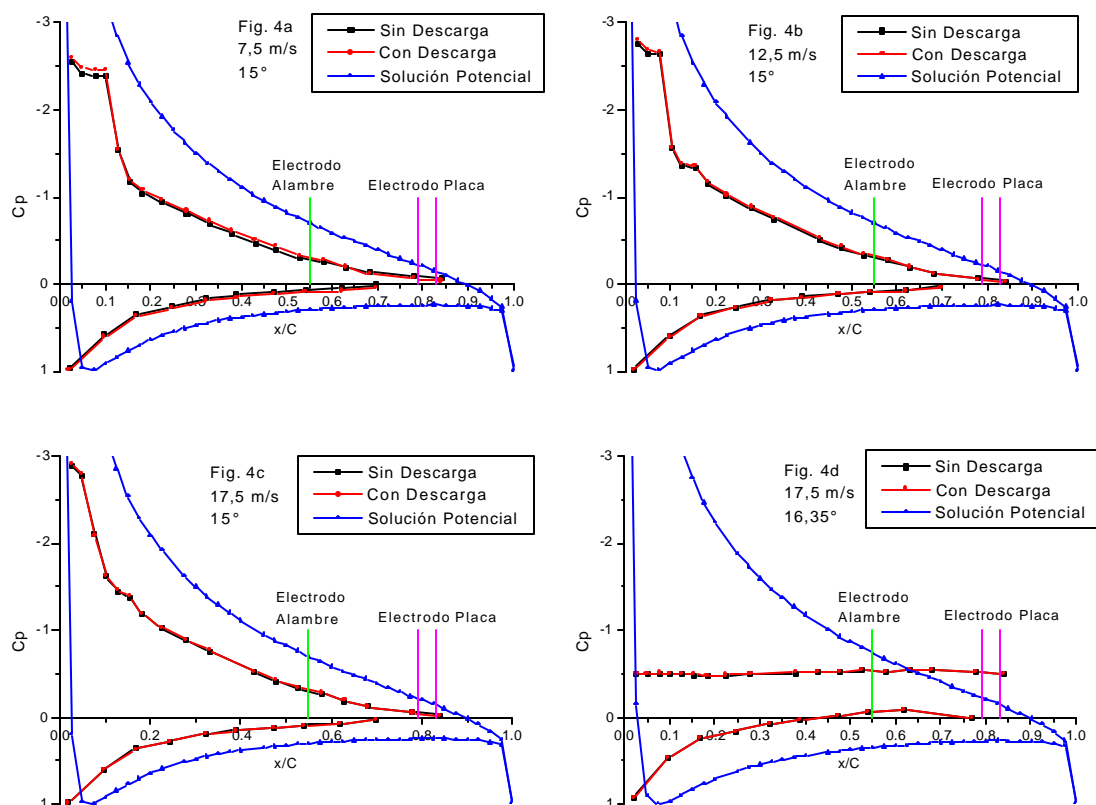 Fig. 4a
7,5 m/s
15°
Sin Descarga
Con Descarga
Solución Potencial
Electrodo
Alambre
Electrodo Placa
-3
-2
-1
0
1
Cp
0.0 0.2 0.3 0.4 0.5 0.6 0.7 0.8 0.9 1.0
x/C
Fig. 4b
12,5 m/s
15°
Sin Descarga
Con Descarga
Solución Potencial
Electrodo
Alambre
Elecrodo Placa
-3
-2
-1
0
1
Cp
0.0 0.1 0.2 0.3 0.4 0.5 0.6 0.7 0.8 0.9 1.0
x/C
Fig. 4c
17,5 m/s
15°
Sin Descarga
Con Descarga
Solución Potencial
Electrodo
Alambre
Electrodo Placa
-3
-2
-1
0
1
Cp
0.0 0.2 0.4 0.6 0.8 1.0
x/C
Fig. 4d
17,5 m/s
16,35°
Sin Descarga
Con Descarga
Solución Potencial
Electrodo
Alambre
Electrodo Placa
-3
-2
-1
0
1
Cp
0.0 0.1 0.2 0.3 0.4 0.5 0.6 0.7 0.8 0.9 1.0
x/C